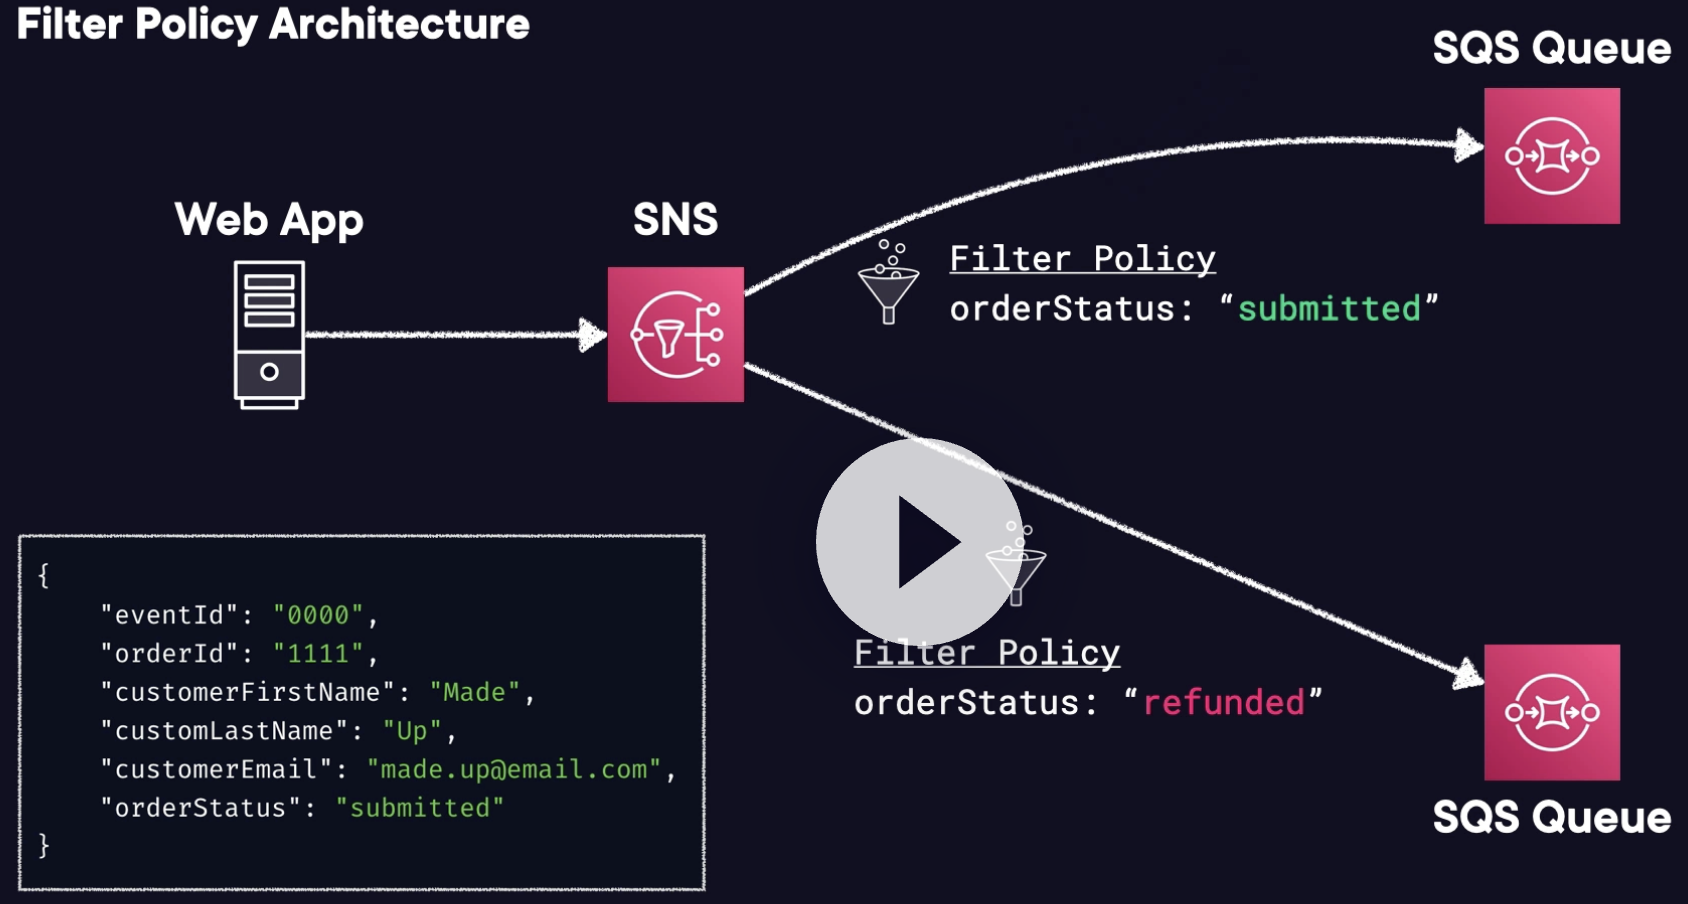 Filter Policy Architecture
SQS Queue
Web App
SNS
Filter Policy
orderStatus: “submitted”
Filter Policy
orderStatus: “refunded”
SQS Queue
{
"eventId": "0000",
"orderId": "1111",
"customerFirstName": "Made",
"customLastName": "Up",
"customerEmail": "made.up@email.com",
"orderStatus": "submitted"
}